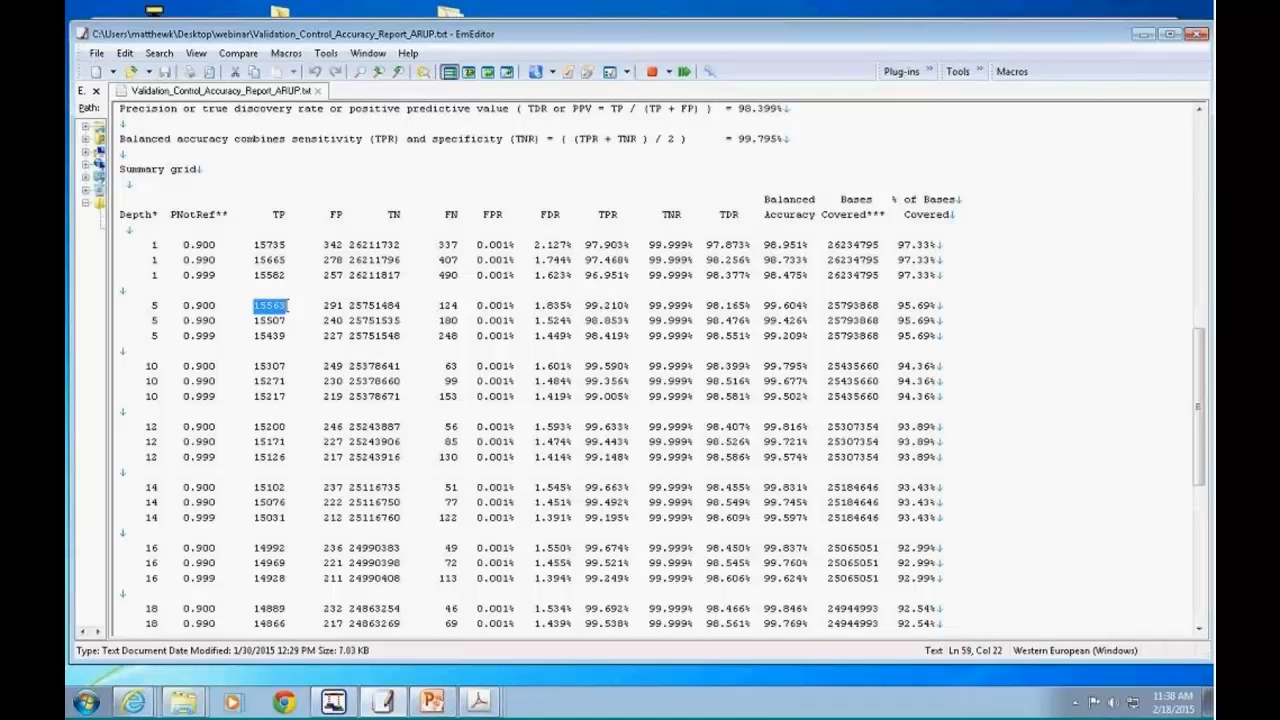 C:\Users\matthewk\Desktop\webinar\Validation_Control_Accuracy_Report_ARUP.txt - EmEditor
File Edit Search View Compare Macros Tools Window Help
Plug-ins » Tools » Macros
E. × Validation_Control_Accuracy_Report_ARUP.txt ×
Path:
Precision or true discovery rate or positive predictive value ( TDR or PPV = TP / (TP + FP) ) = 98.399%↓
↓
Balanced accuracy combines sensitivity (TPR) and specificity (TNR) = ( (TPR + TNR ) / 2 ) = 99.795%↓
↓
Summary grid↓
↓
Balanced Bases % of Bases↓
Depth* PNotRef** TP FP TN FN FPR FDR TPR TNR TDR Accuracy Covered*** Covered↓
↓
1 0.900 15735 342 26211732 337 0.001% 2.127% 97.903% 99.999% 97.873% 98.951% 26234795 97.33%↓
1 0.990 15665 278 26211796 407 0.001% 1.744% 97.468% 99.999% 98.256% 98.733% 26234795 97.33%↓
1 0.999 15582 257 26211817 490 0.001% 1.623% 96.951% 99.999% 98.377% 98.475% 26234795 97.33%↓
↓
5 0.900 15563 291 25751484 124 0.001% 1.835% 99.210% 99.999% 98.165% 99.604% 25793868 95.69%↓
5 0.990 15507 240 25751535 180 0.001% 1.524% 98.853% 99.999% 98.476% 99.426% 25793868 95.69%↓
5 0.999 15439 227 25751548 248 0.001% 1.449% 98.419% 99.999% 98.551% 99.209% 25793868 95.69%↓
↓
10 0.900 15307 249 25378641 63 0.001% 1.601% 99.590% 99.999% 98.399% 99.795% 25435660 94.36%↓
10 0.990 15271 230 25378660 99 0.001% 1.484% 99.356% 99.999% 98.516% 99.677% 25435660 94.36%↓
10 0.999 15217 219 25378671 153 0.001% 1.419% 99.005% 99.999% 98.581% 99.502% 25435660 94.36%↓
↓
12 0.900 15200 246 25243887 56 0.001% 1.593% 99.633% 99.999% 98.407% 99.816% 25307354 93.89%↓
12 0.990 15171 227 25243906 85 0.001% 1.474% 99.443% 99.999% 98.526% 99.721% 25307354 93.89%↓
12 0.999 15126 217 25243916 130 0.001% 1.414% 99.148% 99.999% 98.586% 99.574% 25307354 93.89%↓
↓
14 0.900 15102 237 25116735 51 0.001% 1.545% 99.663% 99.999% 98.455% 99.831% 25184646 93.43%↓
14 0.990 15076 222 25116750 77 0.001% 1.451% 99.492% 99.999% 98.549% 99.745% 25184646 93.43%↓
14 0.999 15031 212 25116760 122 0.001% 1.391% 99.195% 99.999% 98.609% 99.597% 25184646 93.43%↓
↓
16 0.900 14992 236 24990383 49 0.001% 1.550% 99.674% 99.999% 98.450% 99.837% 25065051 92.99%↓
16 0.990 14969 221 24990398 72 0.001% 1.455% 99.521% 99.999% 98.545% 99.760% 25065051 92.99%↓
16 0.999 14928 211 24990408 113 0.001% 1.394% 99.249% 99.999% 98.606% 99.624% 25065051 92.99%↓
↓
18 0.900 14889 232 24863254 46 0.001% 1.534% 99.692% 99.999% 98.466% 99.846% 24944993 92.54%↓
18 0.990 14866 217 24863269 69 0.001% 1.439% 99.538% 99.999% 98.561% 99.769% 24944993 92.54%↓
Type: Text Document Date Modified: 1/30/2015 12:29 PM Size: 7.03 KB Text Ln 59, Col 22 Western European (Windows)
11:38 AM
2/18/2015